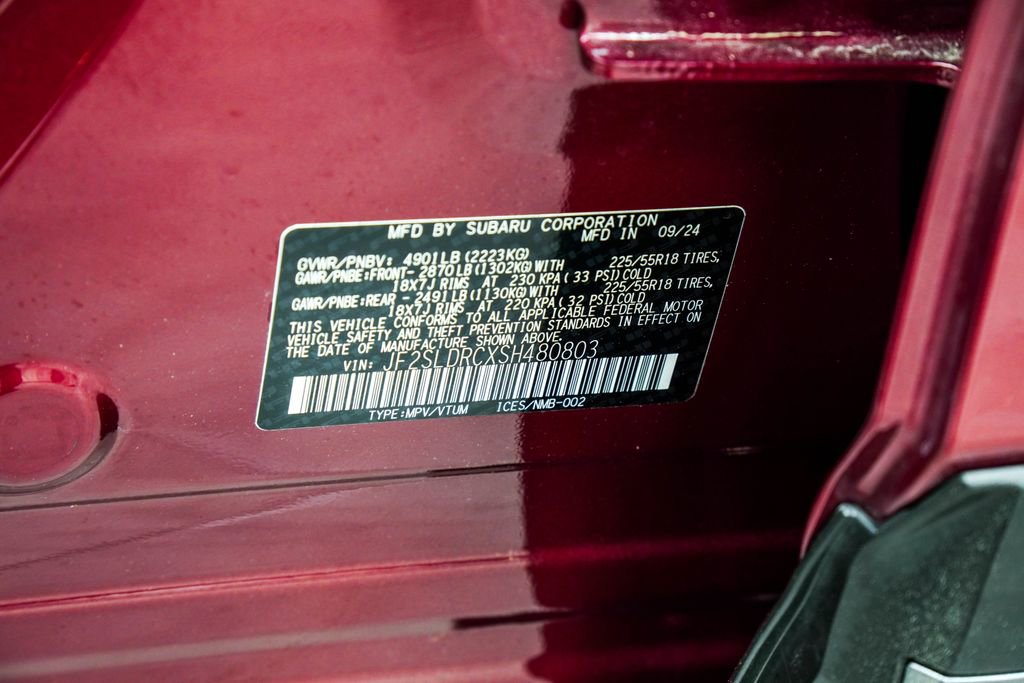 MFD BY SUBARU CORPORATION
MFD IN 09/24
GVWR/PNBV: 4901LB(2223KG)
GAWR/PNBE:FRONT- 2870LB(1302KG)WITH 225/55R18 TIRES,
18X7J RIMS AT 230 KPA(33 PSI)COLD
GAWR/PNBE:REAR - 2491LB(1130KG)WITH 225/55R18 TIRES,
18X7J RIMS AT 220 KPA(32 PSI)COLD
THIS VEHICLE CONFORMS TO ALL APPLICABLE FEDERAL MOTOR
VEHICLE SAFETY AND THEFT PREVENTION STANDARDS IN EFFECT ON
THE DATE OF MANUFACTURE SHOWN ABOVE.
VIN: JF2SLDRCXSH480803
TYPE:MPV/VTUM ICES/NMB-002